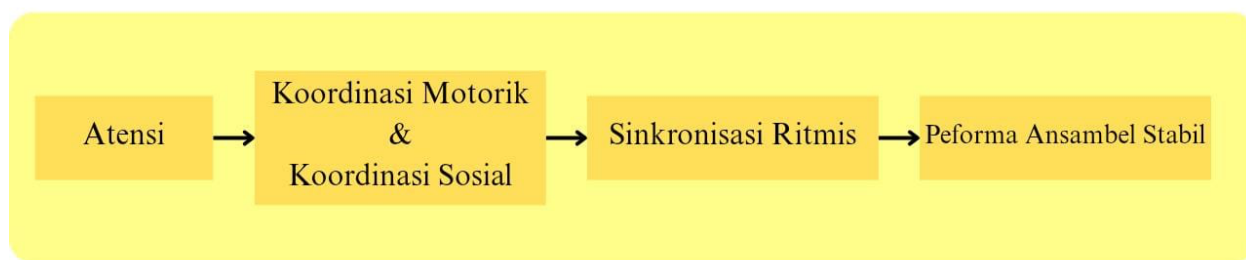 Atensi
Koordinasi Motorik
&
Koordinasi Sosial
Sinkronisasi Ritmis
Peforma Ansambel Stabil